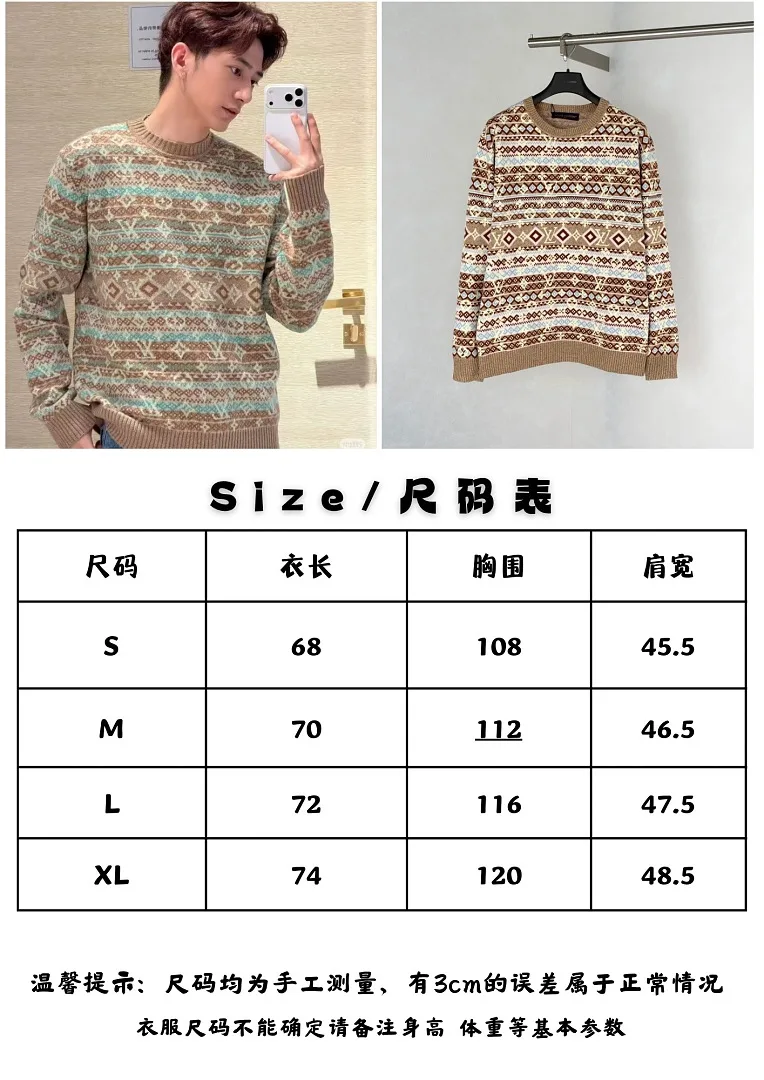 Size/尺码表
尺码 衣长 胸围 肩宽
S 68 108 45.5
M 70 112 46.5
L 72 116 47.5
XL 74 120 48.5
温馨提示：尺码均为手工测量，有3cm的误差属于正常情况
衣服尺码不能确定请备注身高 体重等基本参数